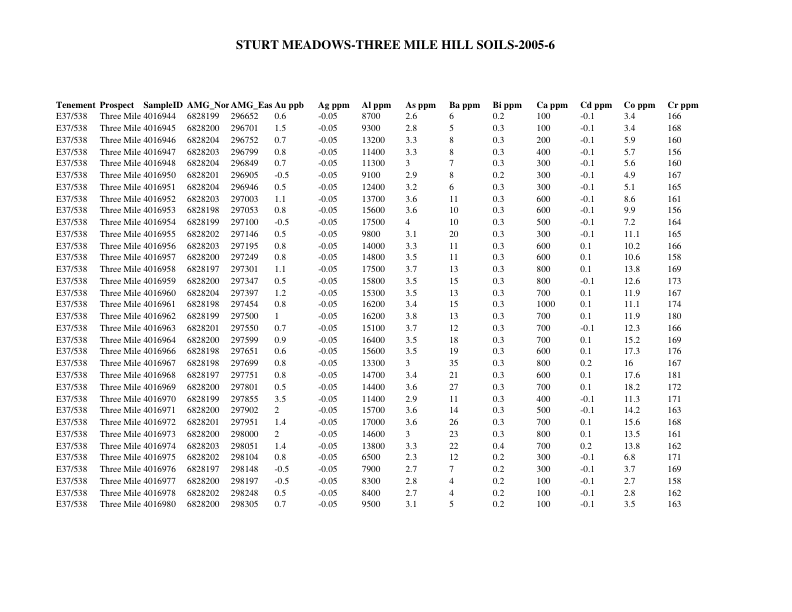 STURT MEADOWS-THREE MILE HILL SOILS-2005-6
Tenement Prospect SampleID AMG_Nor AMG_Eas Au ppb Ag ppm Al ppm As ppm Ba ppm Bi ppm Ca ppm Cd ppm Co ppm Cr ppm
E37/538 Three Mile 4016944 6828199 296652 0.6 -0.05 8700 2.6 6 0.2 100 -0.1 3.4 166
E37/538 Three Mile 4016945 6828200 296701 1.5 -0.05 9300 2.8 5 0.3 100 -0.1 3.4 168
E37/538 Three Mile 4016946 6828204 296752 0.7 -0.05 13200 3.3 8 0.3 200 -0.1 5.9 160
E37/538 Three Mile 4016947 6828203 296799 0.8 -0.05 11400 3.3 8 0.3 400 -0.1 5.7 156
E37/538 Three Mile 4016948 6828204 296849 0.7 -0.05 11300 3 7 0.3 300 -0.1 5.6 160
E37/538 Three Mile 4016950 6828201 296905 -0.5 -0.05 9100 2.9 8 0.2 300 -0.1 4.9 167
E37/538 Three Mile 4016951 6828204 296946 0.5 -0.05 12400 3.2 6 0.3 300 -0.1 5.1 165
E37/538 Three Mile 4016952 6828203 297003 1.1 -0.05 13700 3.6 11 0.3 600 -0.1 8.6 161
E37/538 Three Mile 4016953 6828198 297053 0.8 -0.05 15600 3.6 10 0.3 600 -0.1 9.9 156
E37/538 Three Mile 4016954 6828199 297100 -0.5 -0.05 17500 4 10 0.3 500 -0.1 7.2 164
E37/538 Three Mile 4016955 6828202 297146 0.5 -0.05 9800 3.1 20 0.3 300 -0.1 11.1 165
E37/538 Three Mile 4016956 6828203 297195 0.8 -0.05 14000 3.3 11 0.3 600 0.1 10.2 166
E37/538 Three Mile 4016957 6828200 297249 0.8 -0.05 14800 3.5 11 0.3 600 0.1 10.6 158
E37/538 Three Mile 4016958 6828197 297301 1.1 -0.05 17500 3.7 13 0.3 800 0.1 13.8 169
E37/538 Three Mile 4016959 6828200 297347 0.5 -0.05 15800 3.5 15 0.3 800 -0.1 12.6 173
E37/538 Three Mile 4016960 6828204 297397 1.2 -0.05 15300 3.5 13 0.3 700 0.1 11.9 167
E37/538 Three Mile 4016961 6828198 297454 0.8 -0.05 16200 3.4 15 0.3 1000 0.1 11.1 174
E37/538 Three Mile 4016962 6828199 297500 1 -0.05 16200 3.8 13 0.3 700 0.1 11.9 180
E37/538 Three Mile 4016963 6828201 297550 0.7 -0.05 15100 3.7 12 0.3 700 -0.1 12.3 166
E37/538 Three Mile 4016964 6828200 297599 0.9 -0.05 16400 3.5 18 0.3 700 0.1 15.2 169
E37/538 Three Mile 4016966 6828198 297651 0.6 -0.05 15600 3.5 19 0.3 600 0.1 17.3 176
E37/538 Three Mile 4016967 6828198 297699 0.8 -0.05 13300 3 35 0.3 800 0.2 16 167
E37/538 Three Mile 4016968 6828197 297751 0.8 -0.05 14700 3.4 21 0.3 600 0.1 17.6 181
E37/538 Three Mile 4016969 6828200 297801 0.5 -0.05 14400 3.6 27 0.3 700 0.1 18.2 172
E37/538 Three Mile 4016970 6828199 297855 3.5 -0.05 11400 2.9 11 0.3 400 -0.1 11.3 171
E37/538 Three Mile 4016971 6828200 297902 2 -0.05 15700 3.6 14 0.3 500 -0.1 14.2 163
E37/538 Three Mile 4016972 6828201 297951 1.4 -0.05 17000 3.6 26 0.3 700 0.1 15.6 168
E37/538 Three Mile 4016973 6828200 298000 2 -0.05 14600 3 23 0.3 800 0.1 13.5 161
E37/538 Three Mile 4016974 6828203 298051 1.4 -0.05 13800 3.3 22 0.4 700 0.2 13.8 162
E37/538 Three Mile 4016975 6828202 298104 0.8 -0.05 6500 2.3 12 0.2 300 -0.1 6.8 171
E37/538 Three Mile 4016976 6828197 298148 -0.5 -0.05 7900 2.7 7 0.2 300 -0.1 3.7 169
E37/538 Three Mile 4016977 6828200 298197 -0.5 -0.05 8300 2.8 4 0.2 100 -0.1 2.7 158
E37/538 Three Mile 4016978 6828202 298248 0.5 -0.05 8400 2.7 4 0.2 100 -0.1 2.8 162
E37/538 Three Mile 4016980 6828200 298305 0.7 -0.05 9500 3.1 5 0.2 100 -0.1 3.5 163